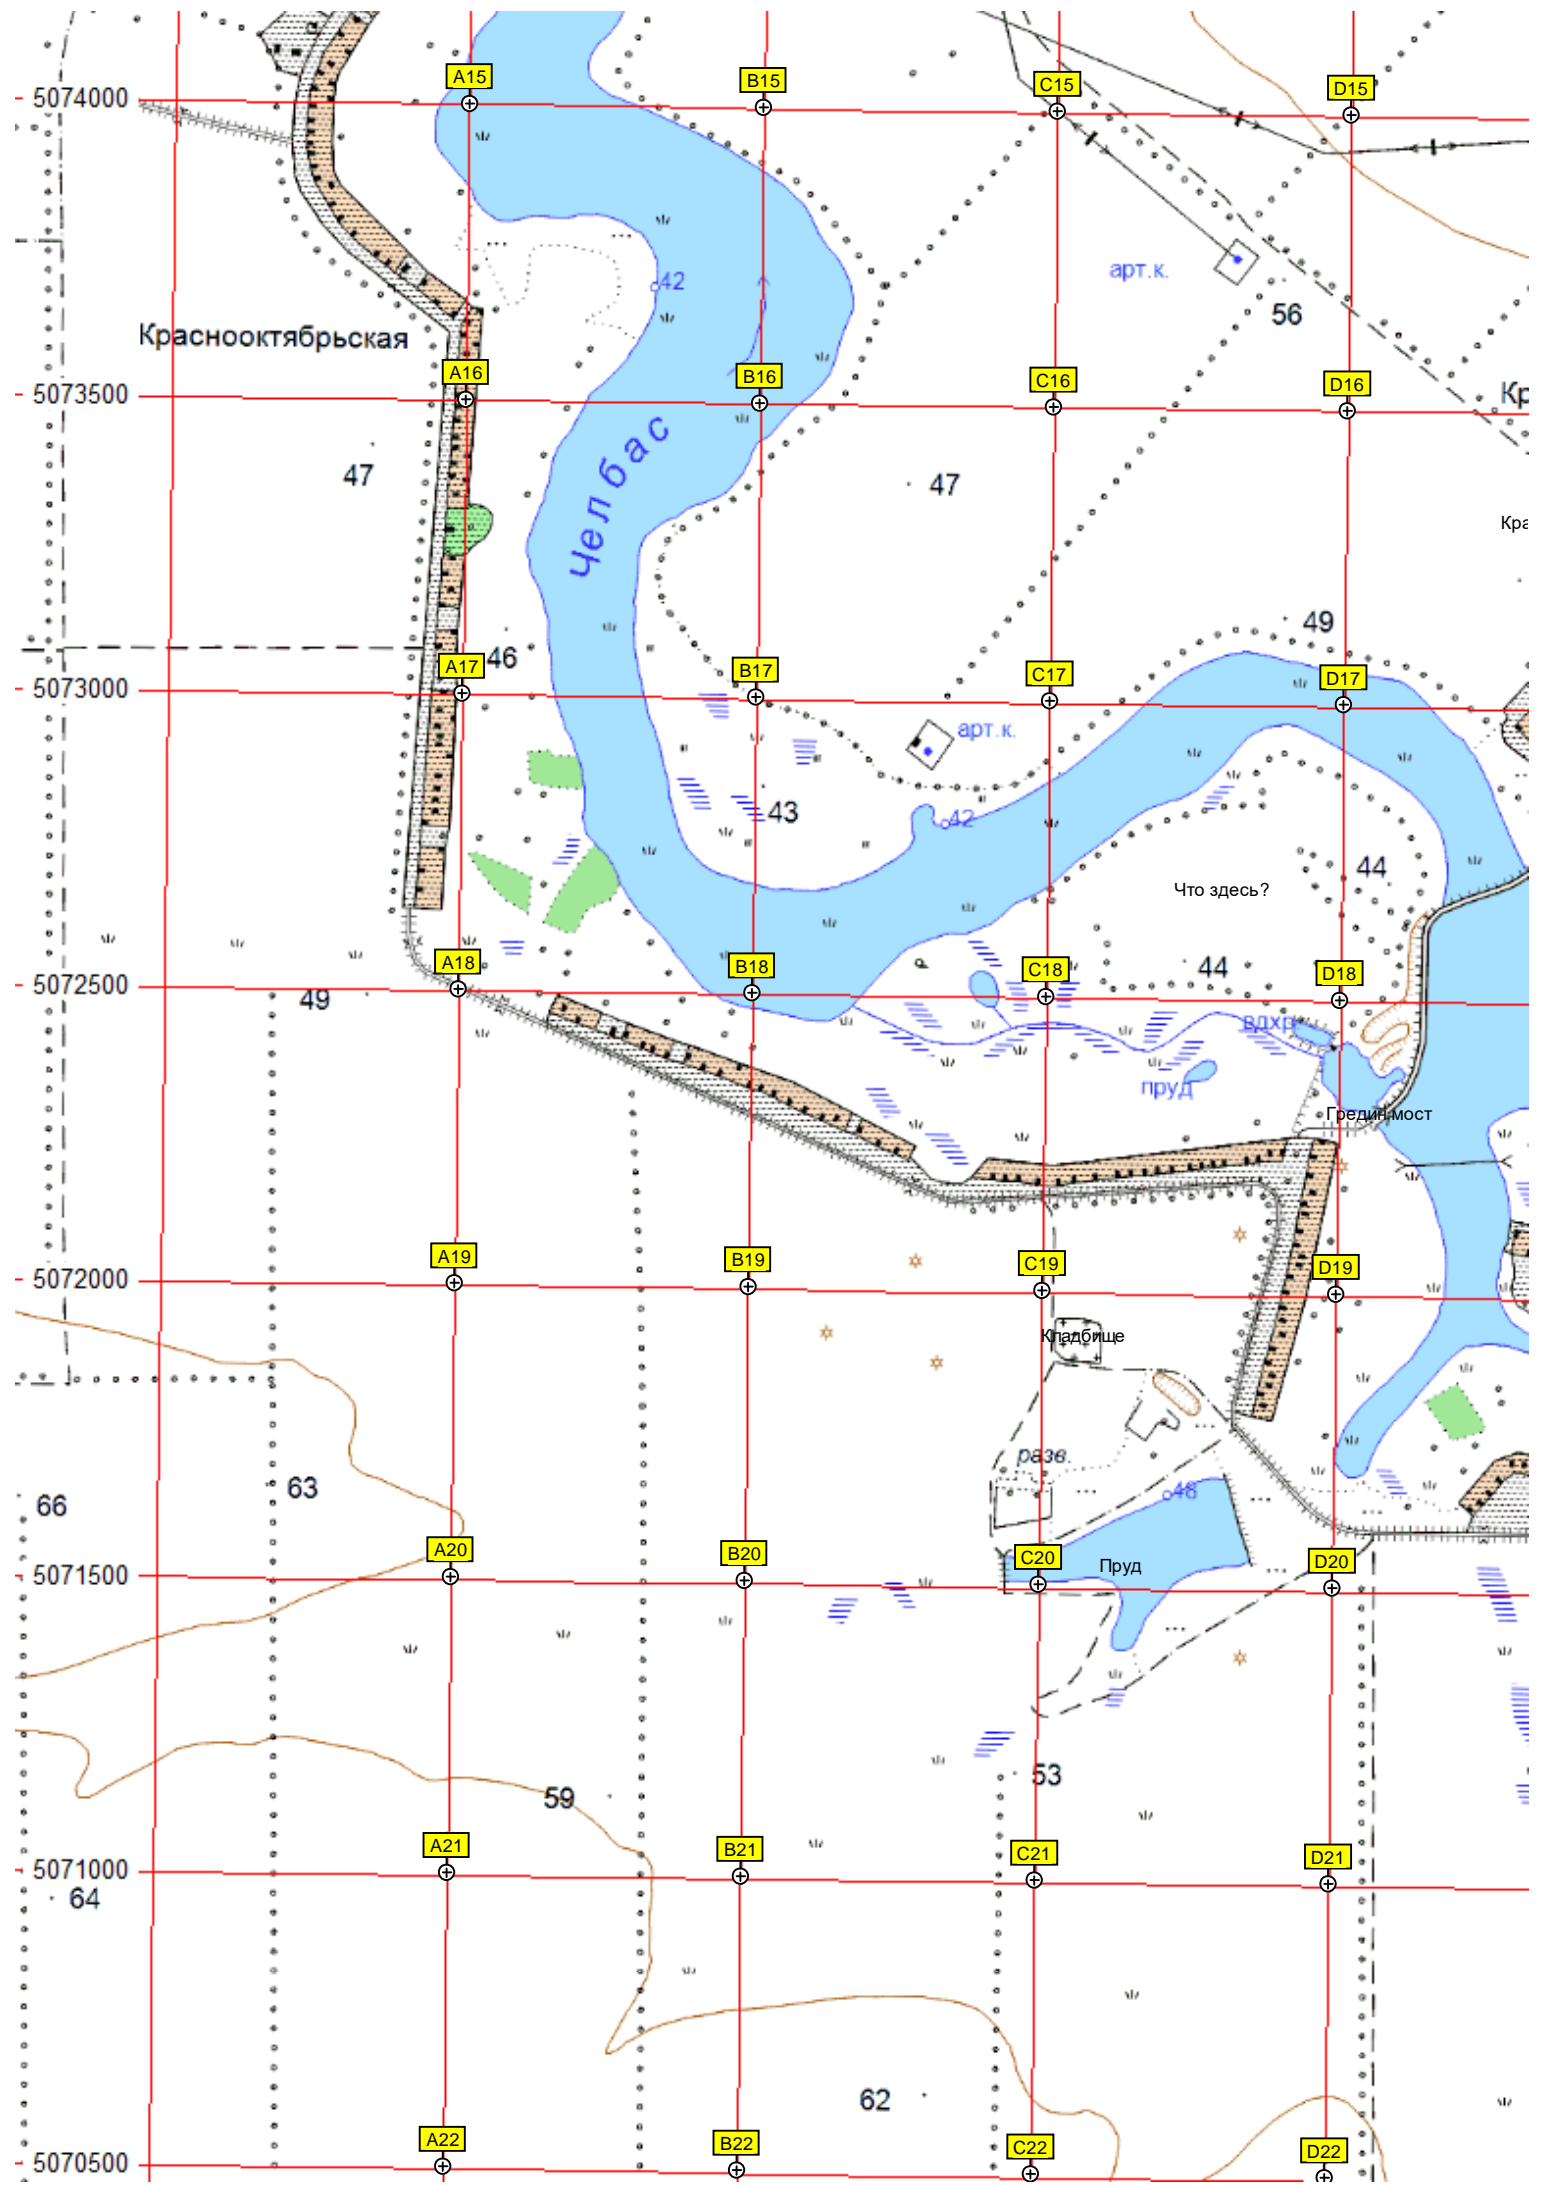 A15
B15
C15
D15
5074000
арт.к.
42
56
Краснооктябрьская
A16
B16
C16
D16
5073500
Кр
Челбас
47
47
Кра
49
46
A17
B17
C17
D17
5073000
арт.к.
43
42
44
Что здесь?
A18
B18
C18
44
D18
5072500
49
вдхр
пруд
Гредин мост
A19
B19
C19
D19
5072000
Кладбище
разв.
63
48
66
A20
B20
C20
Пруд
D20
5071500
53
59
A21
B21
C21
D21
5071000
64
62
A22
B22
C22
D22
5070500